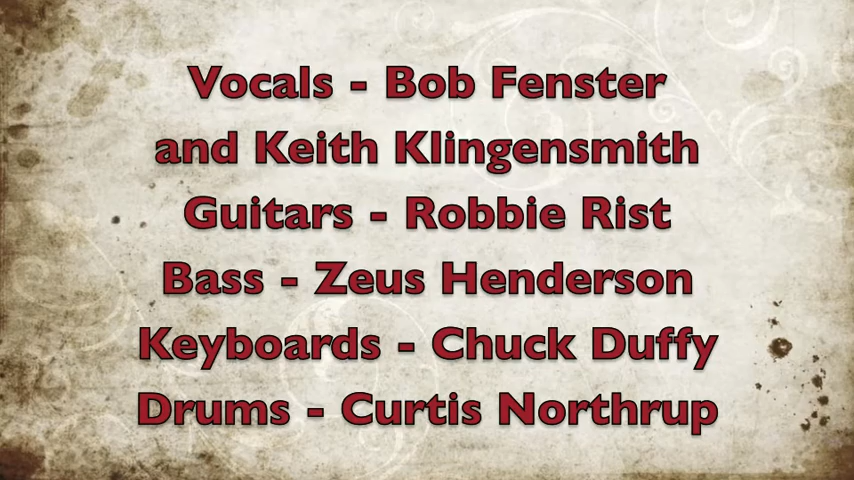 Vocals - Bob Fenster
and Keith Klingensmith
Guitars - Robbie Rist
Bass - Zeus Henderson
Keyboards - Chuck Duffy
Drums - Curtis Northrup